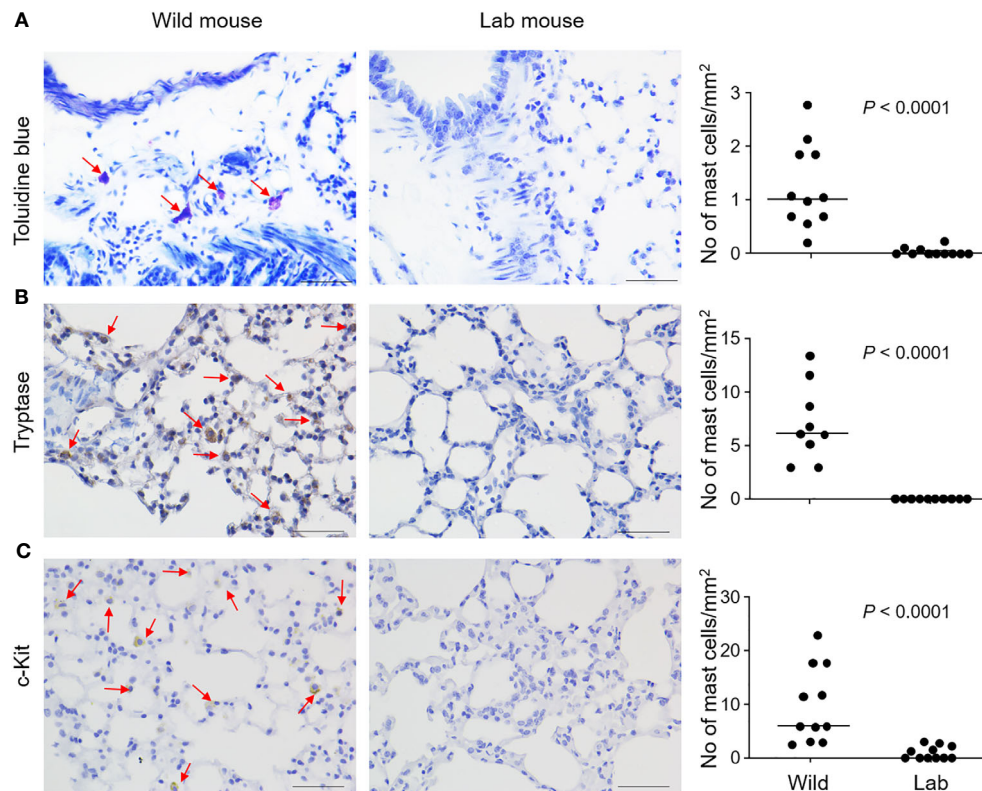 A
Wild mouse
Lab mouse
Toluidine blue
No of mast cells/mm²
3
2
1
0
P < 0.0001
B
Tryptase
No of mast cells/mm²
15
10
5
0
P < 0.0001
C
c-Kit
No of mast cells/mm²
30
20
10
0
P < 0.0001
Wild
Lab